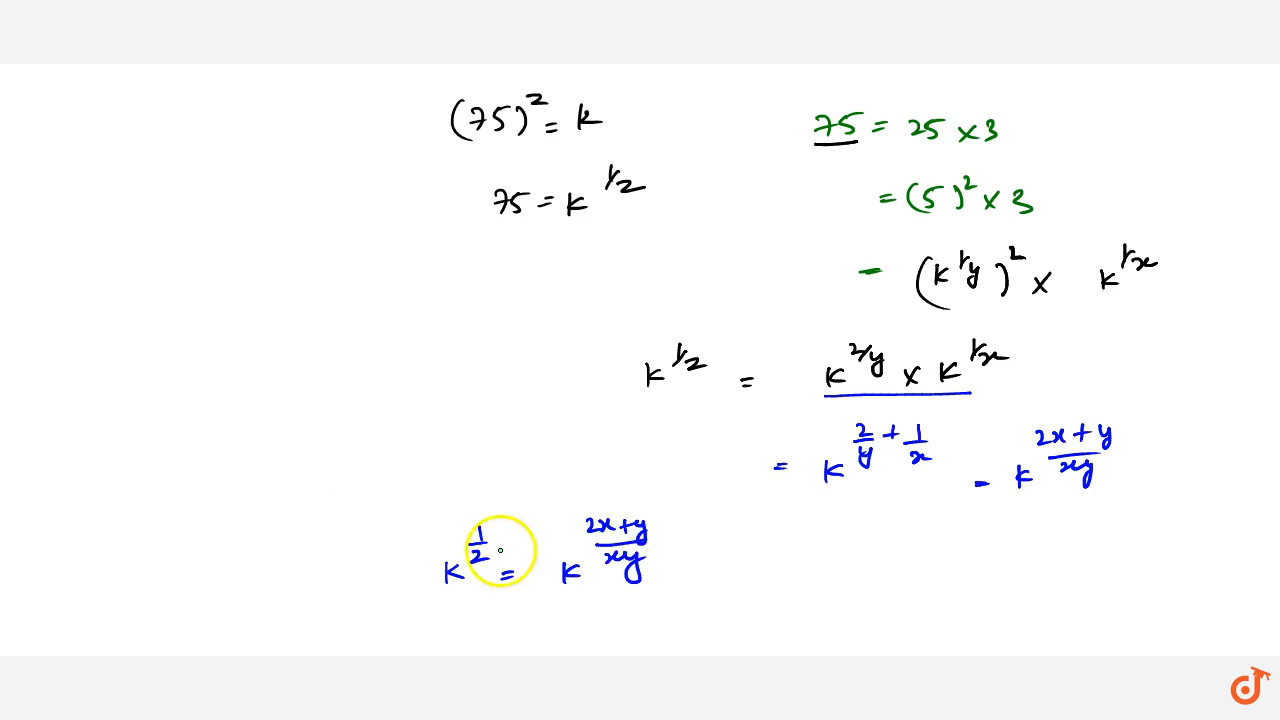 (75)² = k
75 = k^{1/2}
75 = 25 × 3
= (5)² × 3
- (k^{1/y})² × k^{1/x}
k^{1/2} = k^{2/y} × k^{1/x}
= k^{2/y + 1/x} = k^{(2x+y)/xy}
k^{1/2} = k^{(2x+y)/xy}